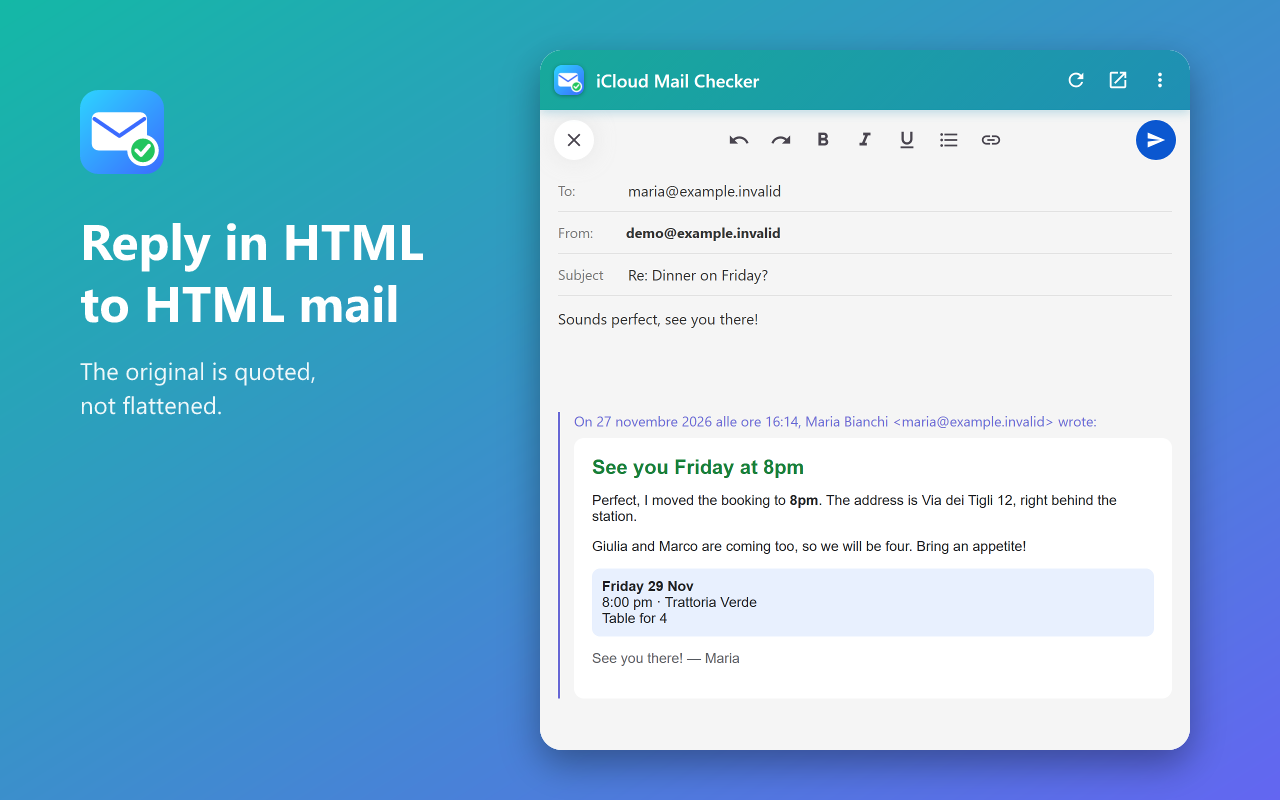 Reply in HTML
to HTML mail
The original is quoted,
not flattened.
iCloud Mail Checker
B I U
To: maria@example.invalid
From: demo@example.invalid
Subject Re: Dinner on Friday?
Sounds perfect, see you there!
On 27 novembre 2026 alle ore 16:14, Maria Bianchi <maria@example.invalid> wrote:
See you Friday at 8pm
Perfect, I moved the booking to 8pm. The address is Via dei Tigli 12, right behind the
station.
Giulia and Marco are coming too, so we will be four. Bring an appetite!
Friday 29 Nov
8:00 pm · Trattoria Verde
Table for 4
See you there! — Maria